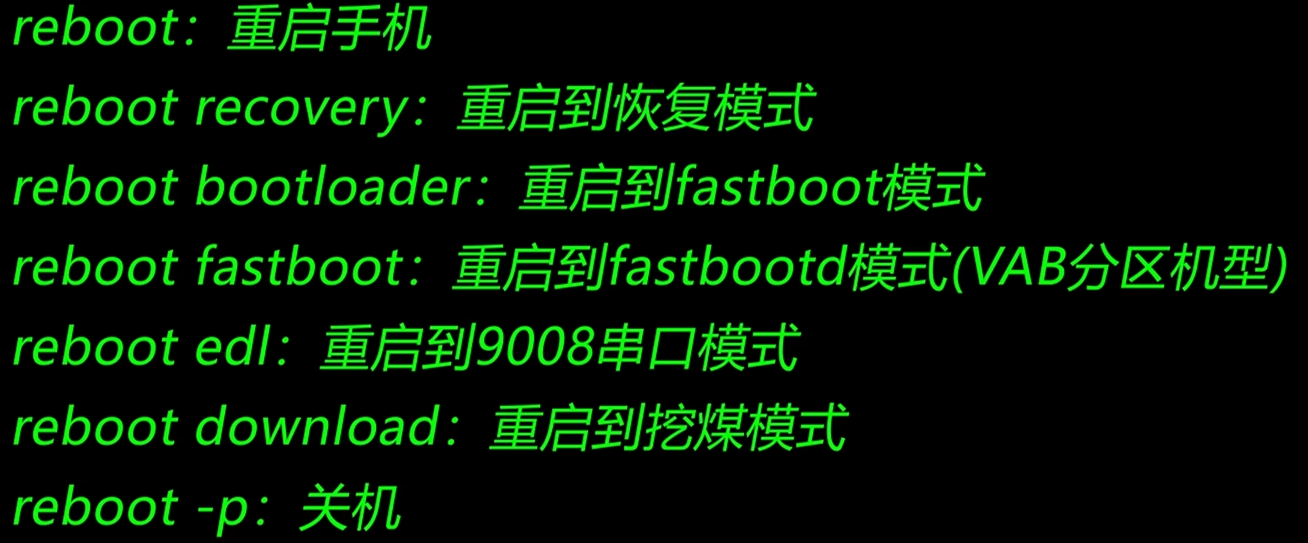 reboot：重启手机
reboot recovery：重启到恢复模式
reboot bootloader：重启到fastboot模式
reboot fastboot：重启到fastbootd模式(VAB分区机型)
reboot edl：重启到9008串口模式
reboot download：重启到挖煤模式
reboot -p：关机